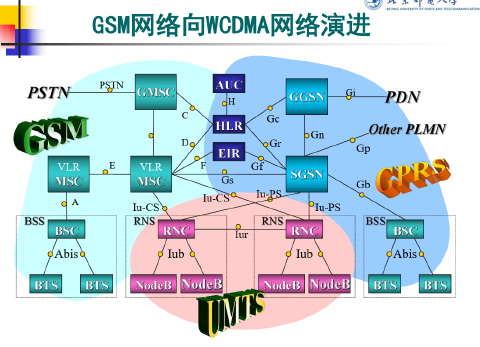 北京邮电大学
BEIJING UNIVERSITY OF POSTS AND TELECOMMUNICATIONS
GSM网络向WCDMA网络演进
PSTN
PSTN
GMSC
AUC
GGSN
Gi
PDN
H
C
HLR
Gc
GSM
D
Gr
Gn
Other PLMN
Gp
EIR
VLR
MSC
E
VLR
MSC
F
Gf
SGSN
GPRS
Gs
Gb
A
Iu-CS
Iu-CS
Iu-PS
Iu-PS
BSS
RNS
RNS
BSS
BSC
RNC
Iur
RNC
BSC
Abis
Iub
Iub
Abis
BTS
BTS
NodeB
NodeB
NodeB
NodeB
BTS
BTS
UMTS